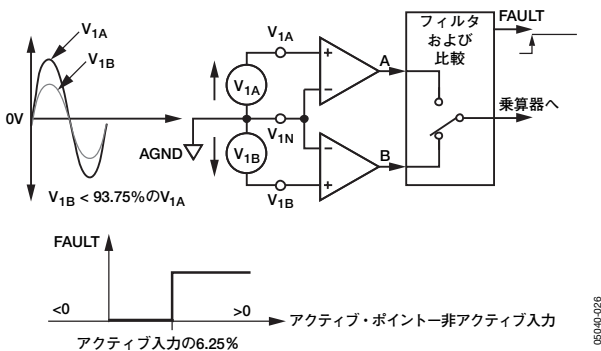 V1A
V1B
0V
V1B < 93.75%のV1A
V1A
V1A
AGND
V1N
V1B
V1B
+
−
−
+
A
B
フィルタ
および
比較
FAULT
乗算器へ
FAULT
<0
>0
アクティブ・ポイントー非アクティブ入力
アクティブ入力の6.25%
05040-026